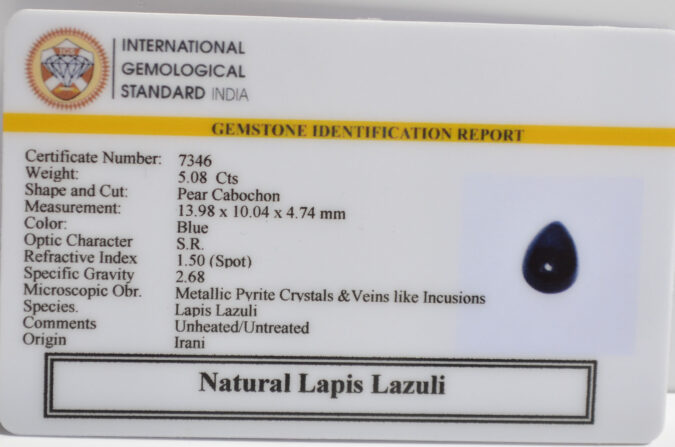 IGS
INTERNATIONAL
GEMOLOGICAL
STANDARD INDIA
GEMSTONE IDENTIFICATION REPORT
Certificate Number: 7346
Weight: 5.08 Cts
Shape and Cut: Pear Cabochon
Measurement: 13.98 x 10.04 x 4.74 mm
Color: Blue
Optic Character S.R.
Refractive Index 1.50 (Spot)
Specific Gravity 2.68
Microscopic Obr. Metallic Pyrite Crystals &Veins like Incusions
Species. Lapis Lazuli
Comments Unheated/Untreated
Origin Irani
Natural Lapis Lazuli